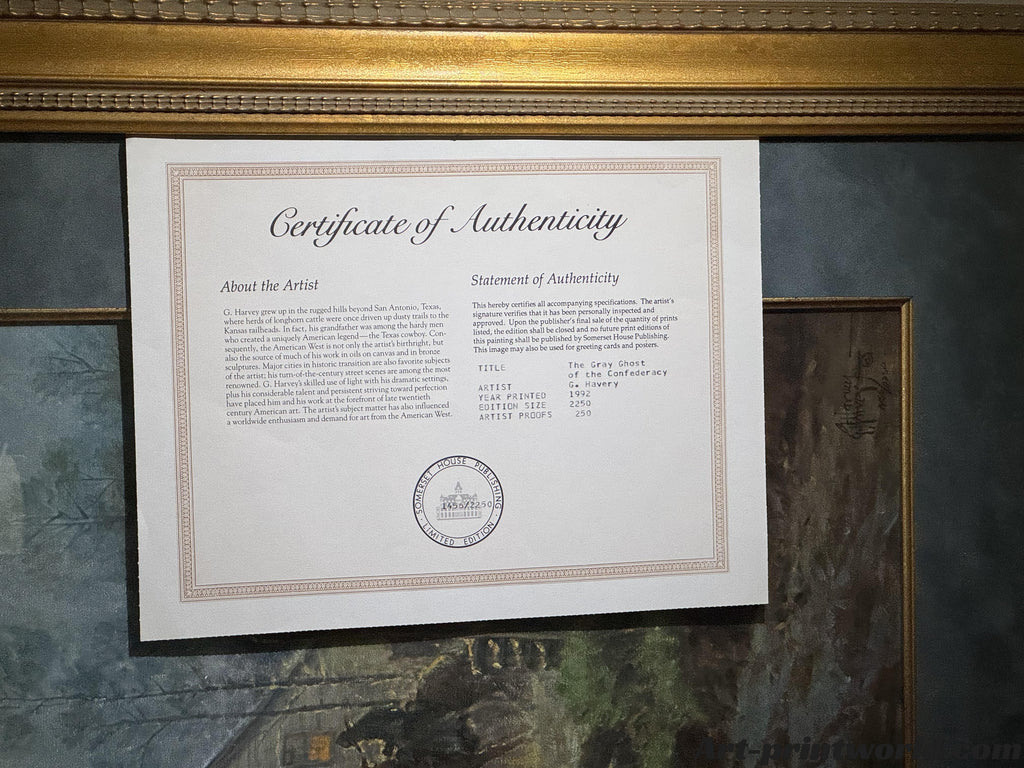 Certificate of Authenticity
About the Artist
G. Harvey grew up in the rugged hills beyond San Antonio, Texas,
where herds of longhorn cattle were once driven up dusty trails to the
Kansas railheads. In fact, his grandfather was among the hardy men
who created a uniquely American legend—the Texas cowboy. Con-
sequently, the American West is not only the artist's birthright, but
also the source of much of his work in oils on canvas and in bronze
sculptures. Major cities in historic transition are also favorite subjects
of the artist; his turn-of-the-century street scenes are among the most
renowned. G. Harvey's skilled use of light with his dramatic settings,
plus his considerable talent and persistent striving toward perfection
have placed him and his work at the forefront of late twentieth
century American art. The artist's subject matter has also influenced
a worldwide enthusiasm and demand for art from the American West.
Statement of Authenticity
This hereby certifies all accompanying specifications. The artist's
signature verifies that it has been personally inspected and
approved. Upon the publisher's final sale of the quantity of prints
listed, the edition shall be closed and no future print editions of
this painting shall be published by Somerset House Publishing.
This image may also be used for greeting cards and posters.
TITLE The Gray Ghost
of the Confederacy
ARTIST G. Havery
YEAR PRINTED 1992
EDITION SIZE 2250
ARTIST PROOFS 250
SOMERSET HOUSE PUBLISHING
1456/2250
LIMITED EDITION
Art-printworld.com